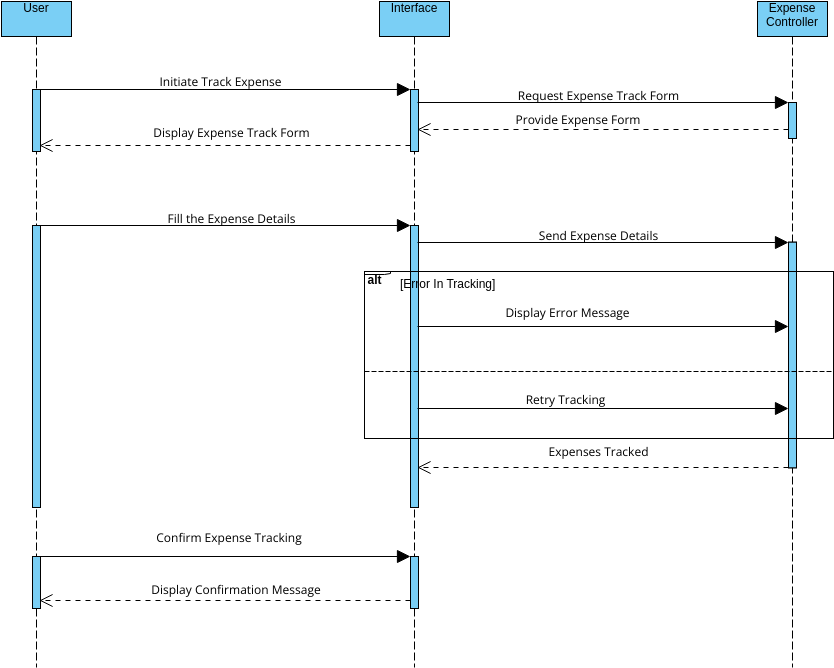 User
Interface
Expense
Controller
Initiate Track Expense
Request Expense Track Form
Provide Expense Form
Display Expense Track Form
Fill the Expense Details
Send Expense Details
alt
[Error In Tracking]
Display Error Message
Retry Tracking
Expenses Tracked
Confirm Expense Tracking
Display Confirmation Message